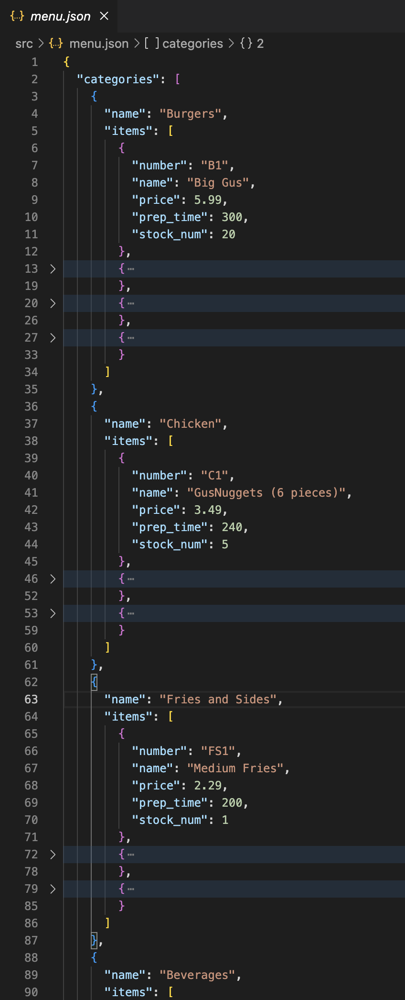 {..} menu.json ×
src > {..} menu.json > [ ] categories > {} 2
1 {
2 "categories": [
3 {
4 "name": "Burgers",
5 "items": [
6 {
7 "number": "B1",
8 "name": "Big Gus",
9 "price": 5.99,
10 "prep_time": 300,
11 "stock_num": 20
12 },
13 > { ⋯
19 },
20 > { ⋯
26 },
27 > { ⋯
33 }
34 ]
35 },
36 {
37 "name": "Chicken",
38 "items": [
39 {
40 "number": "C1",
41 "name": "GusNuggets (6 pieces)",
42 "price": 3.49,
43 "prep_time": 240,
44 "stock_num": 5
45 },
46 > { ⋯
52 },
53 > { ⋯
59 }
60 ]
61 },
62 {
63 "name": "Fries and Sides",
64 "items": [
65 {
66 "number": "FS1",
67 "name": "Medium Fries",
68 "price": 2.29,
69 "prep_time": 200,
70 "stock_num": 1
71 },
72 > { ⋯
78 },
79 > { ⋯
85 }
86 ]
87 },
88 {
89 "name": "Beverages",
90 "items": [